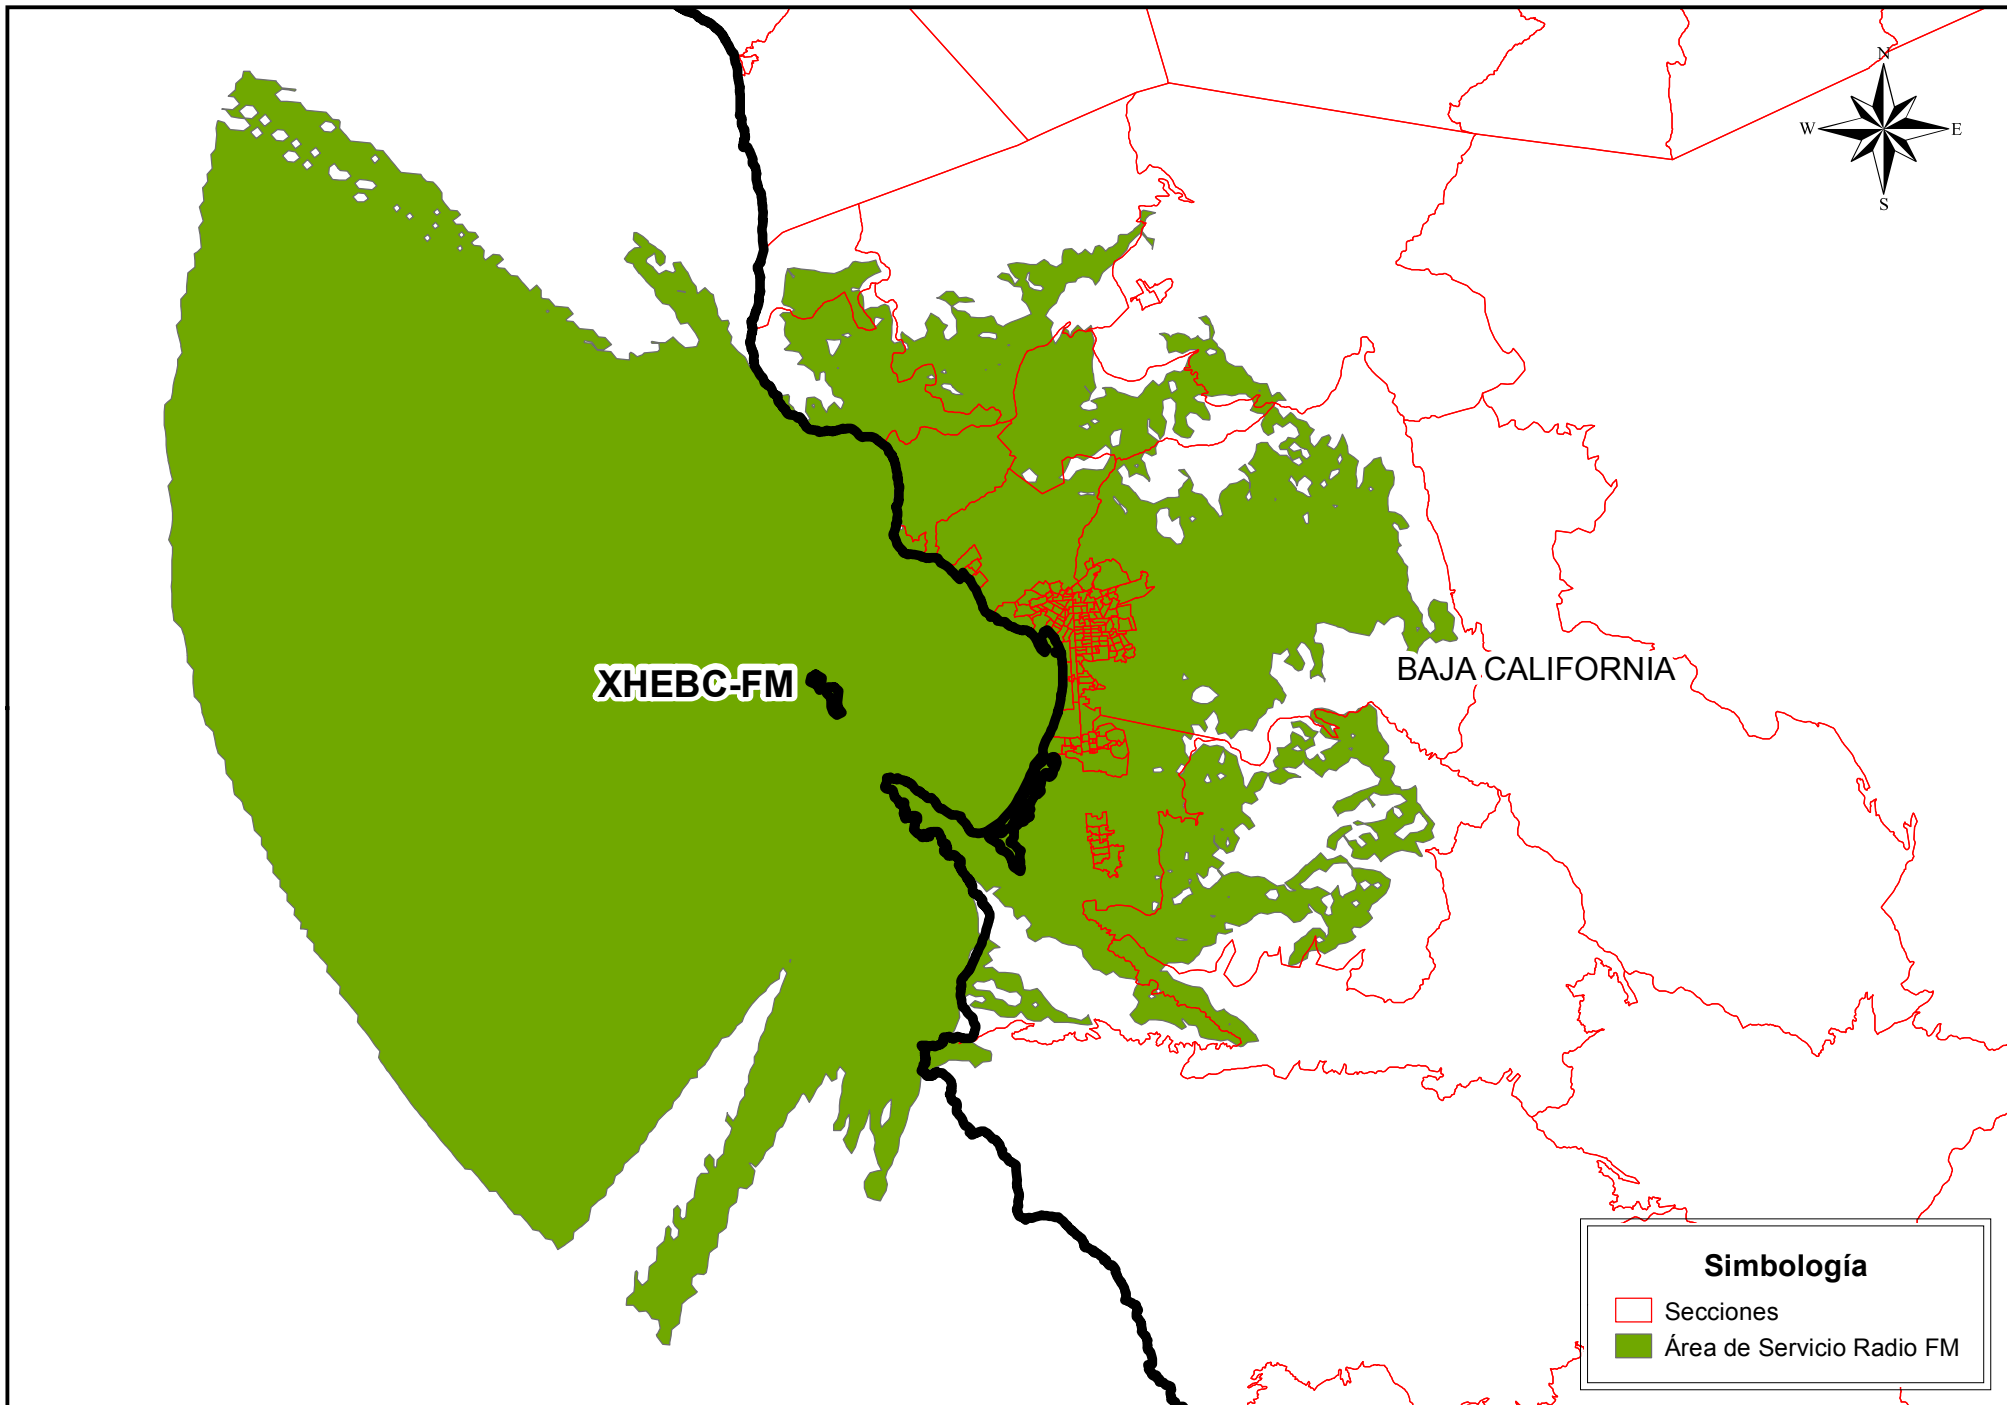 N
W E
S
XHEBC-FM
BAJA CALIFORNIA
Simbología
Secciones
Área de Servicio Radio FM